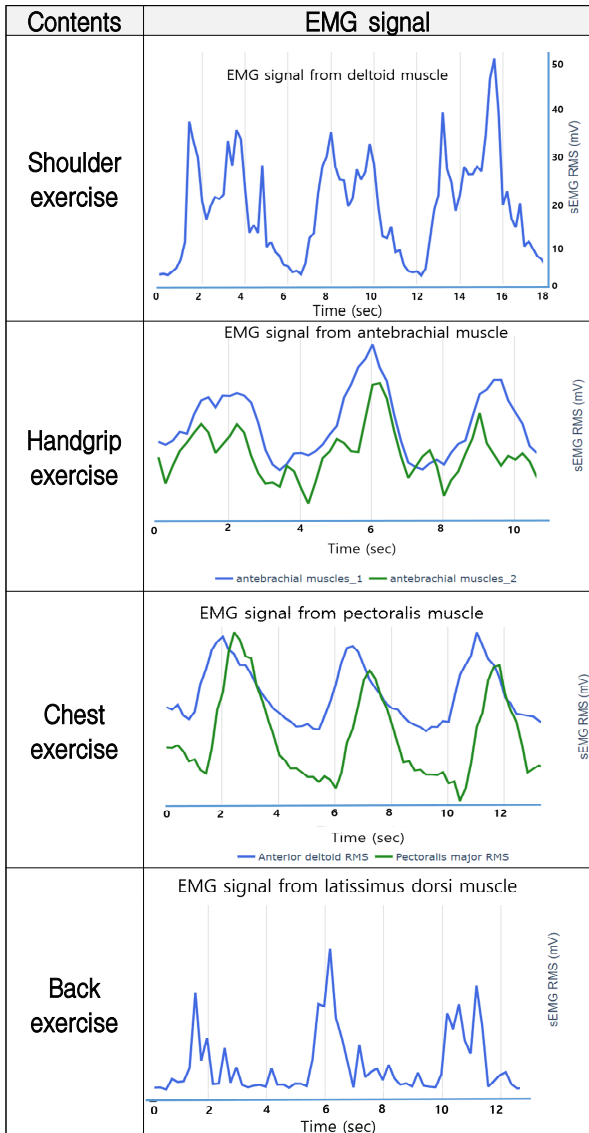 Contents EMG signal
Shoulder
exercise
EMG signal from deltoid muscle
50
40
30
20
10
0
sEMG RMS (mV)
0 2 4 6 8 10 12 14 16 18
Time (sec)
Handgrip
exercise
EMG signal from antebrachial muscle
sEMG RMS (mV)
0 2 4 6 8 10
Time (sec)
antebrachial muscles_1 antebrachial muscles_2
Chest
exercise
EMG signal from pectoralis muscle
sEMG RMS (mV)
0 2 4 6 8 10 12
Time (sec)
Anterior deltoid RMS Pectoralis major RMS
Back
exercise
EMG signal from latissimus dorsi muscle
sEMG RMS (mV)
0 2 4 6 8 10 12
Time (sec)